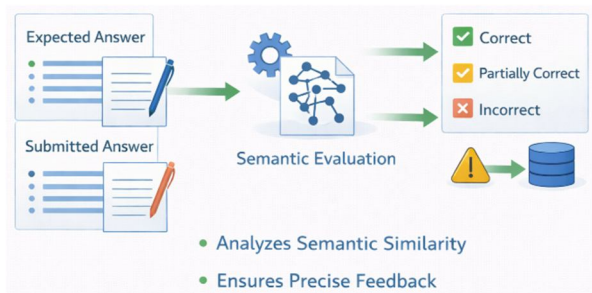 Expected Answer
Submitted Answer
Semantic Evaluation
Correct
Partially Correct
Incorrect
Analyzes Semantic Similarity
Ensures Precise Feedback